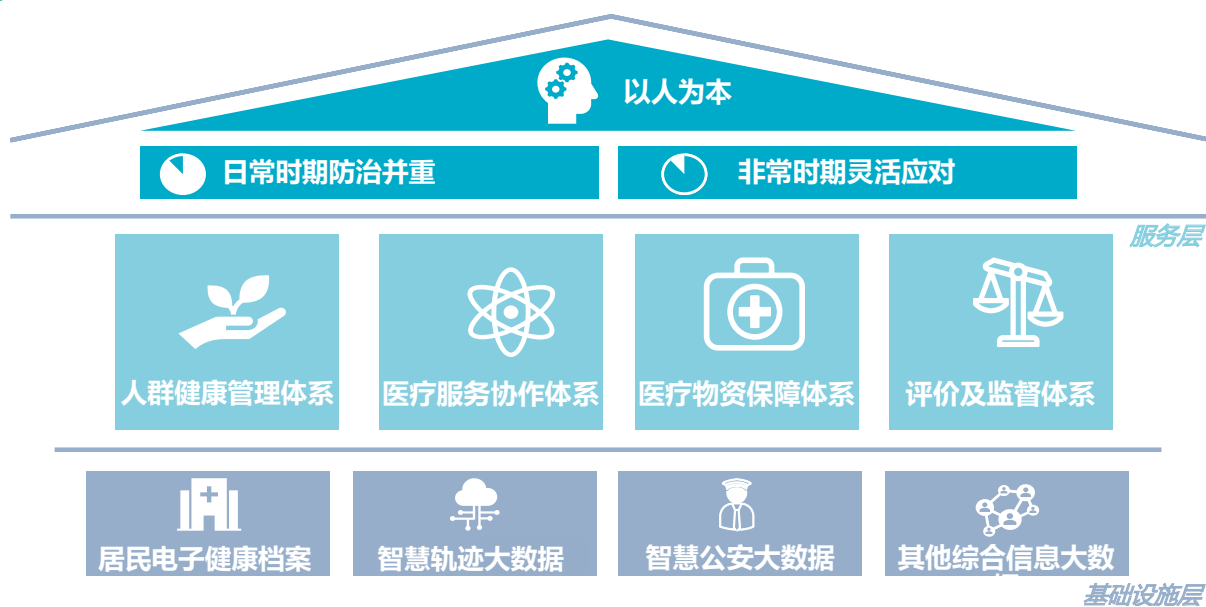 以人为本
日常时期防治并重
非常时期灵活应对
服务层
人群健康管理体系
医疗服务协作体系
医疗物资保障体系
评价及监督体系
居民电子健康档案
智慧轨迹大数据
智慧公安大数据
其他综合信息大数
基础设施层